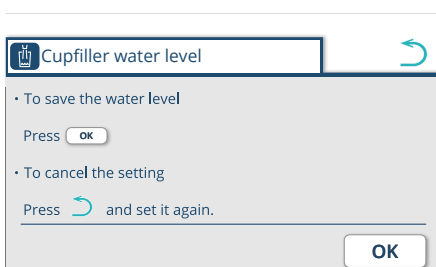 Cupfiller water level
• To save the water level
Press OK
• To cancel the setting
Press and set it again.
OK